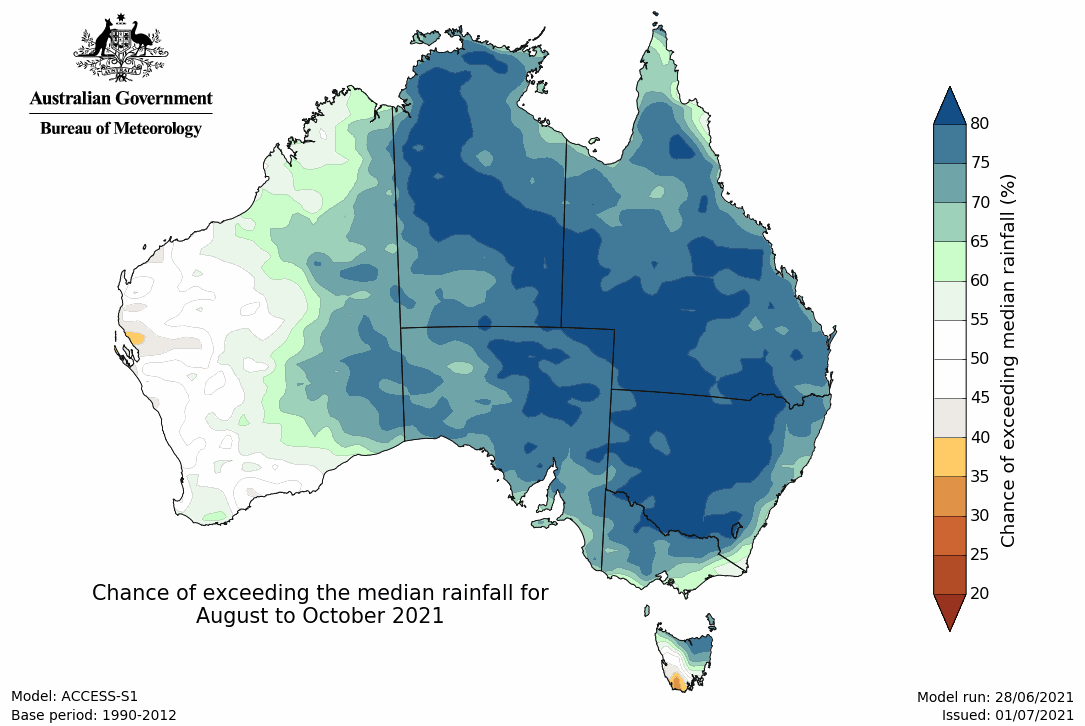 Australian Government
Bureau of Meteorology
80
75
70
65
60
55
50
45
40
35
30
25
20
Chance of exceeding median rainfall (%)
Chance of exceeding the median rainfall for
August to October 2021
Model: ACCESS-S1
Base period: 1990-2012
Model run: 28/06/2021
Issued: 01/07/2021